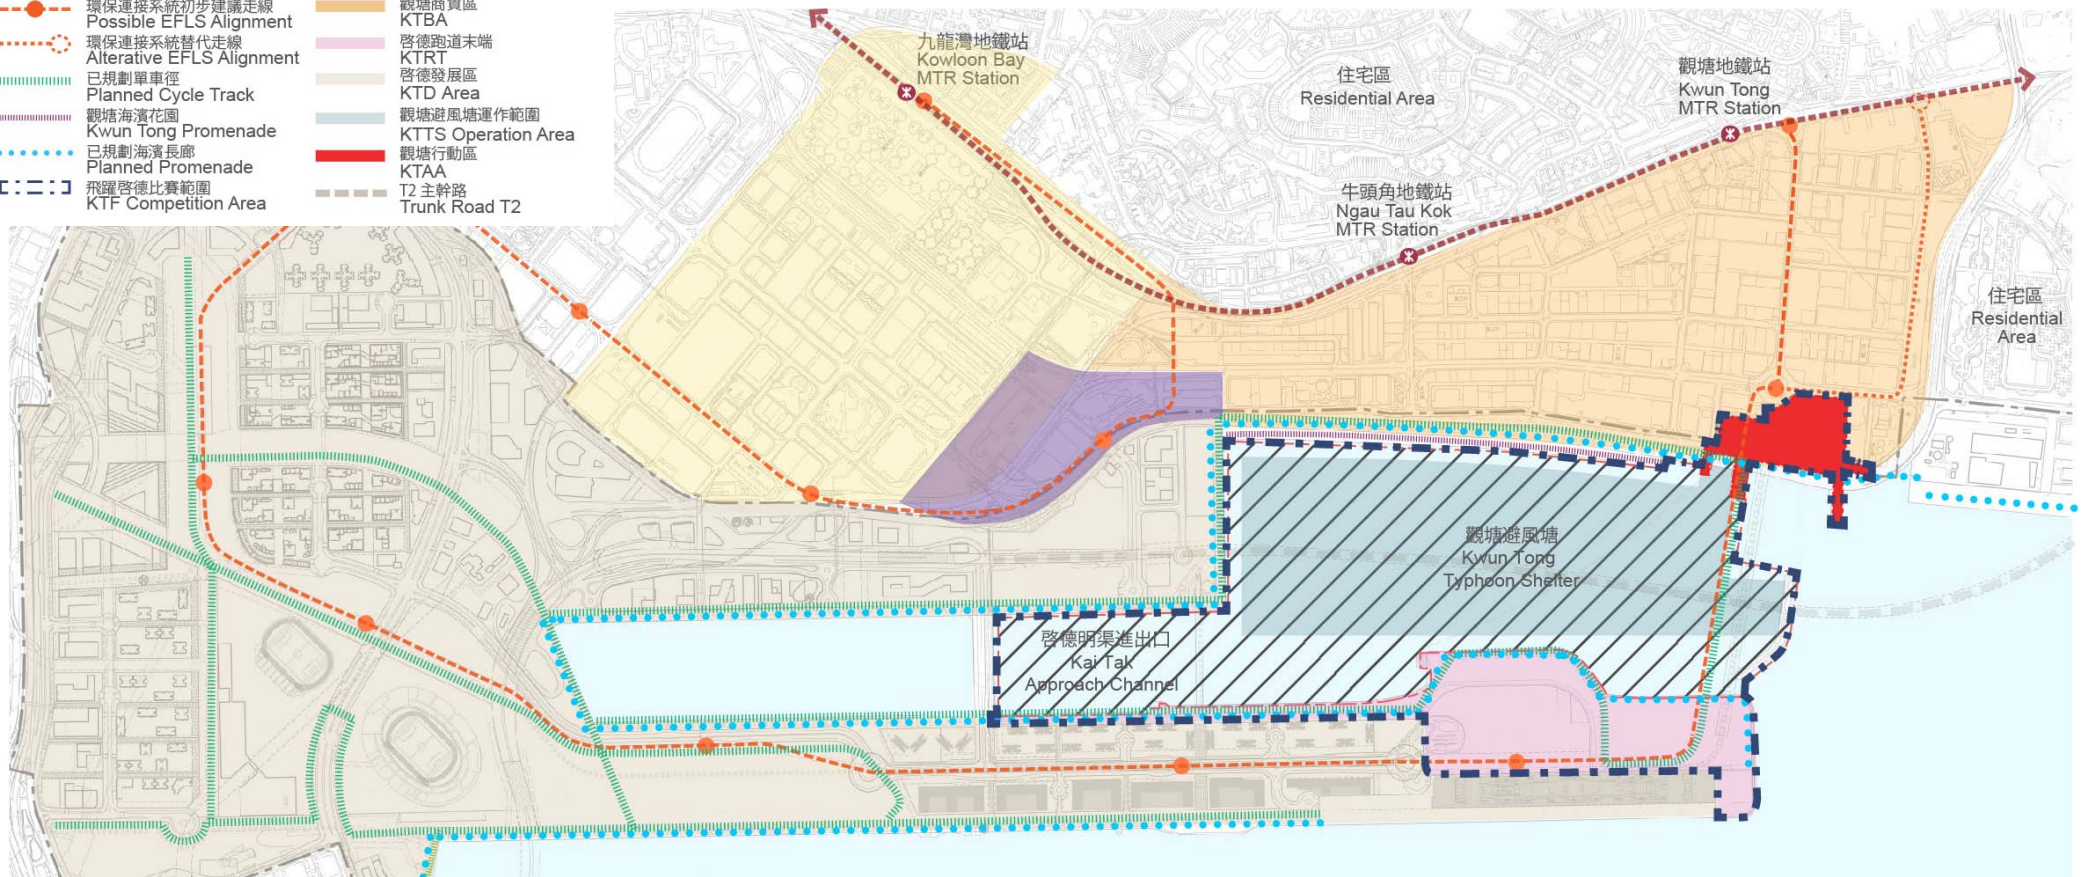 環保連接系統初步建議走線
Possible EFLS Alignment
環保連接系統替代走線
Alterative EFLS Alignment
已規劃單車徑
Planned Cycle Track
觀塘海濱花園
Kwun Tong Promenade
已規劃海濱長廊
Planned Promenade
飛躍啓德比賽範圍
KTF Competition Area
觀塘商貿區
KTBA
啓德跑道末端
KTRT
啓德發展區
KTD Area
觀塘避風塘運作範圍
KTTS Operation Area
觀塘行動區
KTAA
T2 主幹路
Trunk Road T2
九龍灣地鐵站
Kowloon Bay
MTR Station
住宅區
Residential Area
觀塘地鐵站
Kwun Tong
MTR Station
牛頭角地鐵站
Ngau Tau Kok
MTR Station
住宅區
Residential
Area
觀塘避風塘
Kwun Tong
Typhoon Shelter
啓德明渠進出口
Kai Tak
Approach Channel